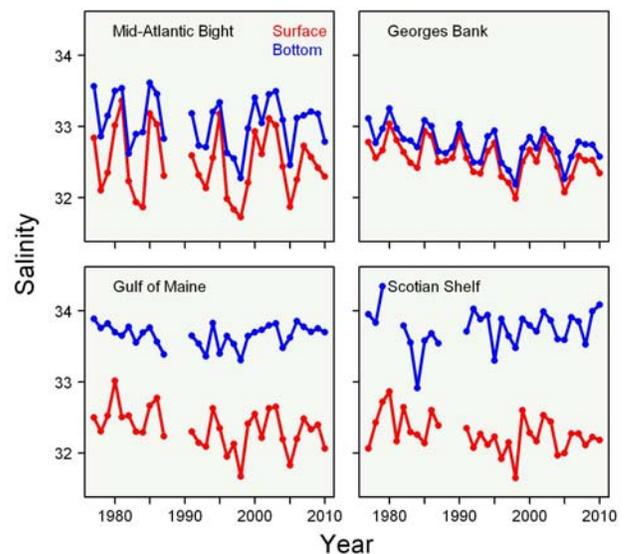 Mid-Atlantic Bight
Surface
Bottom
Georges Bank
34
33
32
Salinity
Gulf of Maine
Scotian Shelf
34
33
32
1980 1990 2000 2010
1980 1990 2000 2010
Year